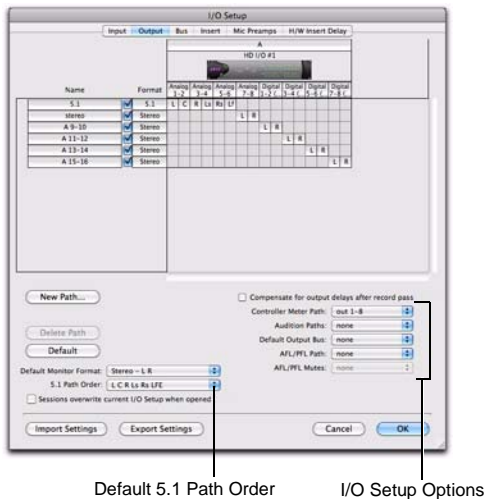 I/O Setup
Input Output Bus Insert Mic Preamps H/W Insert Delay
A
HD I/O #1
Name Format Analog 1-2 Analog 3-4 Analog 5-6 Analog 7-8 Digital 1-2 (... Digital 3-4 (... Digital 5-6 (... Digital 7-8 (...
5.1 5.1 L C R Ls Rs Lf
stereo Stereo L R
A 9-10 Stereo L R
A 11-12 Stereo L R
A 13-14 Stereo L R
A 15-16 Stereo L R
New Path...
Compensate for output delays after record pass
Controller Meter Path: out 1-8
Audition Paths: none
Delete Path
Default Output Bus: none
Default
AFL/PFL Path: none
Default Monitor Format: Stereo - L R
AFL/PFL Mutes: none
5.1 Path Order: L C R Ls Rs LFE
Sessions overwrite current I/O Setup when opened
Import Settings Export Settings Cancel OK
Default 5.1 Path Order I/O Setup Options